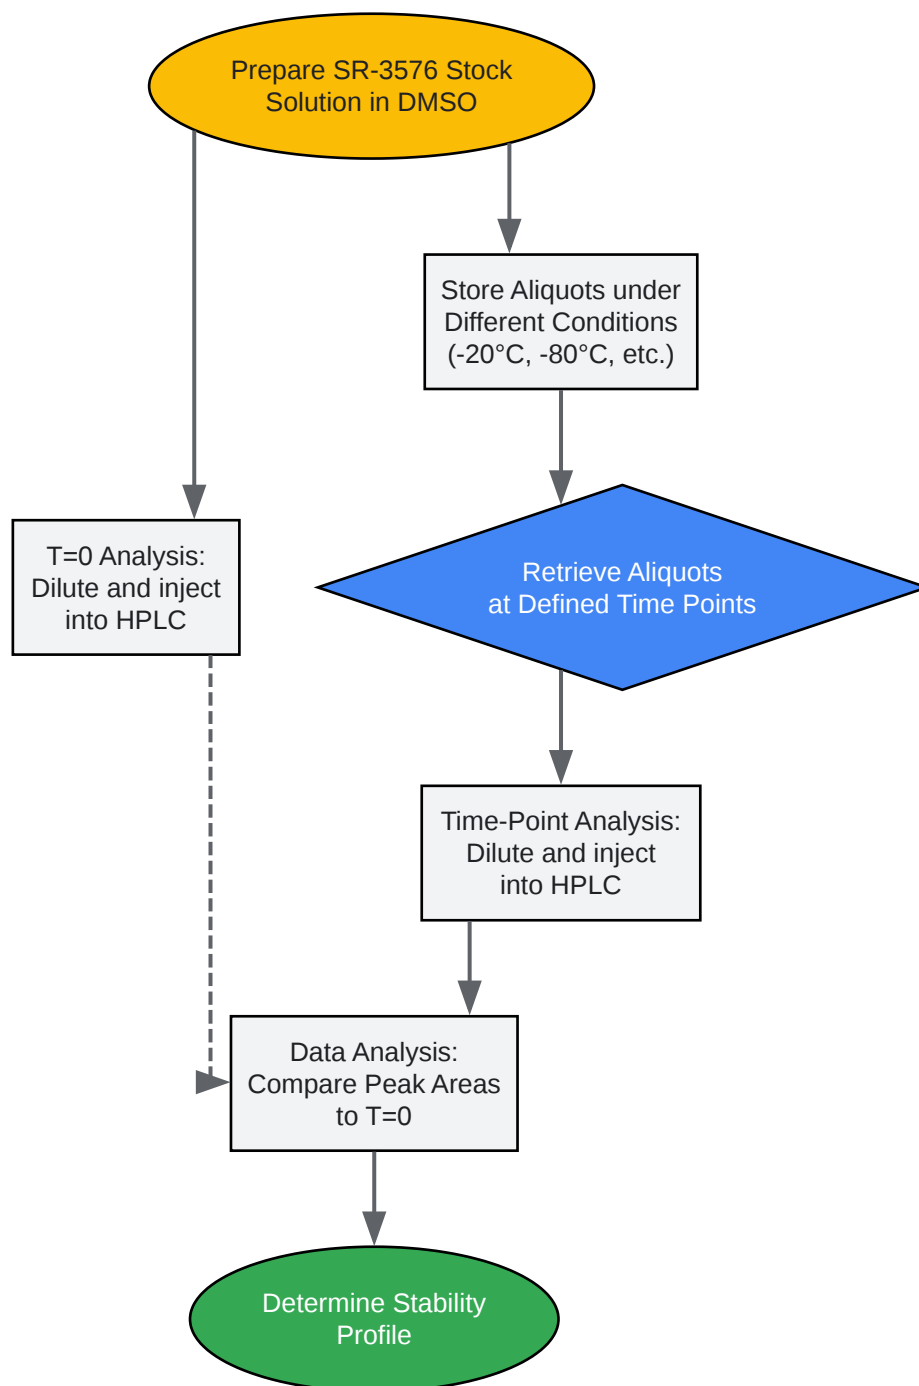 Prepare SR-3576 Stock
Solution in DMSO
Store Aliquots under
Different Conditions
(-20°C, -80°C, etc.)
T=0 Analysis:
Dilute and inject
into HPLC
Retrieve Aliquots
at Defined Time Points
Time-Point Analysis:
Dilute and inject
into HPLC
Data Analysis:
Compare Peak Areas
to T=0
Determine Stability
Profile